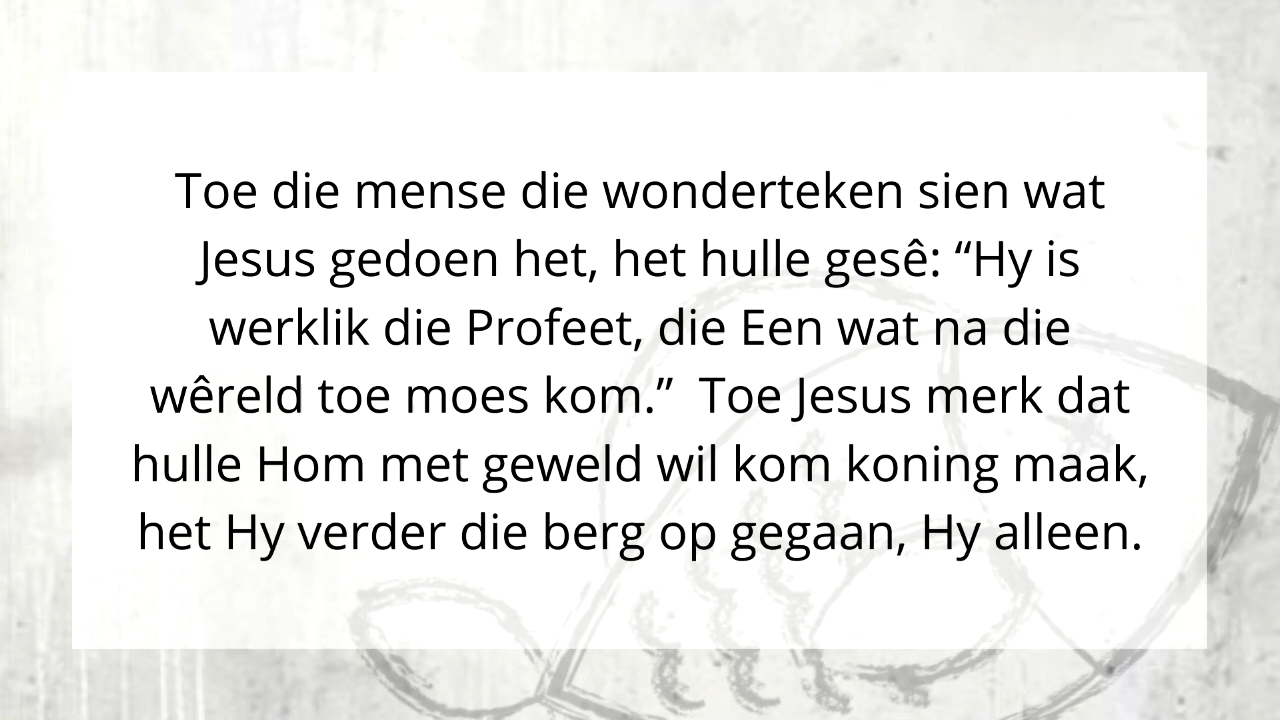 Toe die mense die wonderteken sien wat
Jesus gedoen het, het hulle gesê: “Hy is
werklik die Profeet, die Een wat na die
wêreld toe moes kom.”  Toe Jesus merk dat
hulle Hom met geweld wil kom koning maak,
het Hy verder die berg op gegaan, Hy alleen.